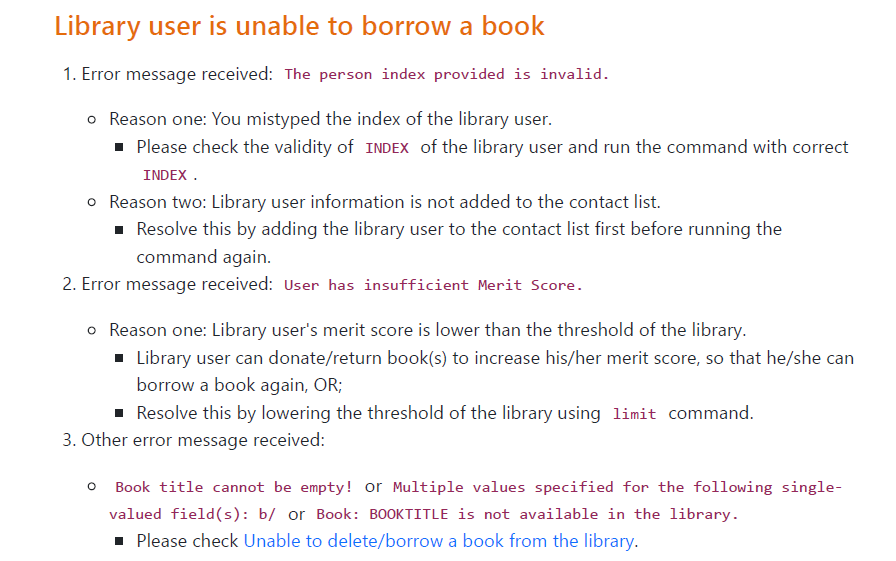 Library user is unable to borrow a book
1. Error message received: The person index provided is invalid.
Reason one: You mistyped the index of the library user.
Please check the validity of INDEX of the library user and run the command with correct
INDEX .
Reason two: Library user information is not added to the contact list.
Resolve this by adding the library user to the contact list first before running the
command again.
2. Error message received: User has insufficient Merit Score.
Reason one: Library user's merit score is lower than the threshold of the library.
Library user can donate/return book(s) to increase his/her merit score, so that he/she can
borrow a book again, OR;
Resolve this by lowering the threshold of the library using limit command.
3. Other error message received:
Book title cannot be empty! or Multiple values specified for the following single-
valued field(s): b/ or Book: BOOKTITLE is not available in the library.
Please check Unable to delete/borrow a book from the library.